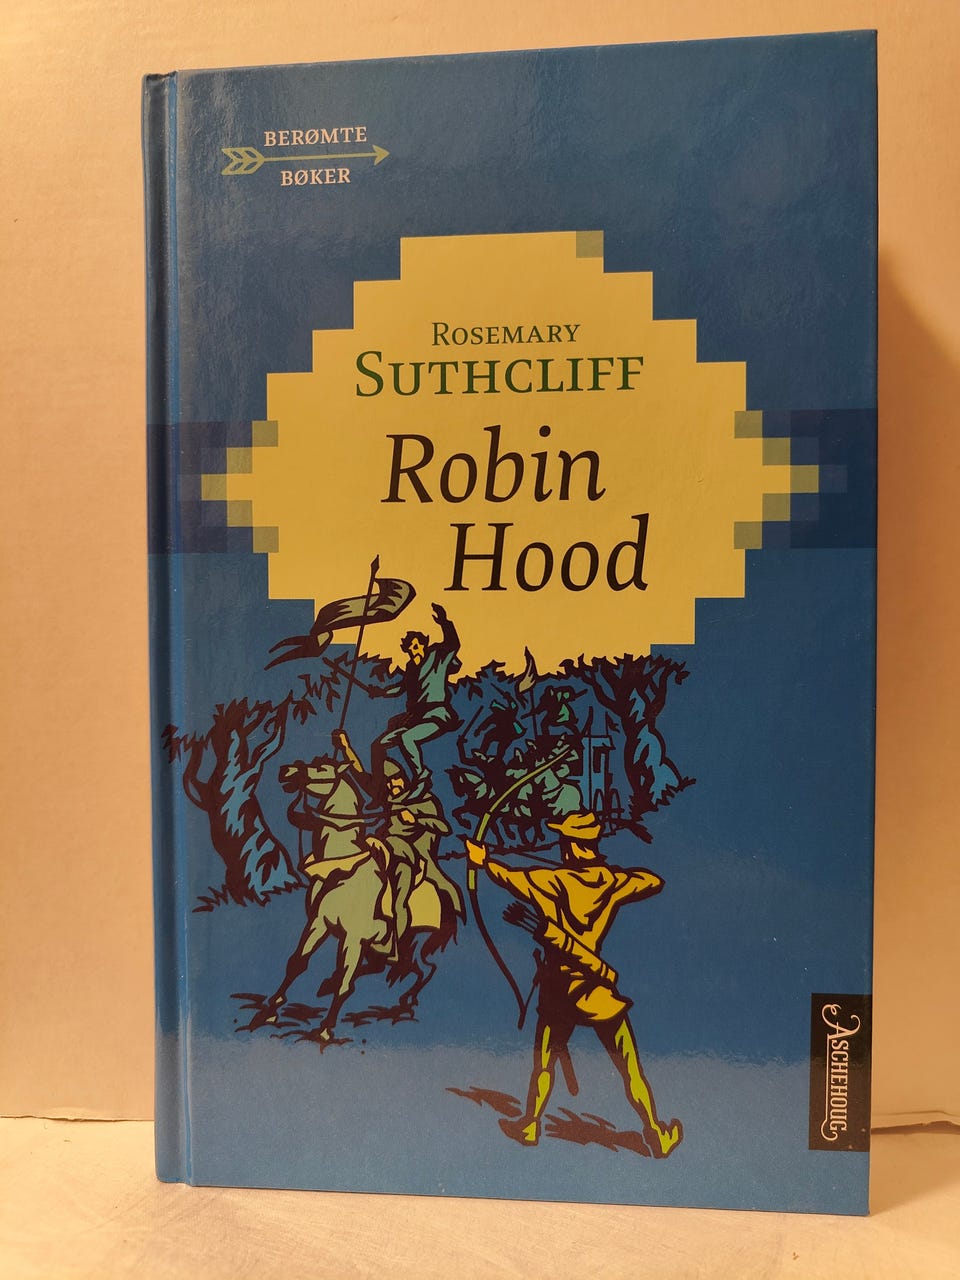 BERØMTE
BØKER
ROSEMARY
SUTHCLIFF
Robin
Hood
ASCHEHOUG